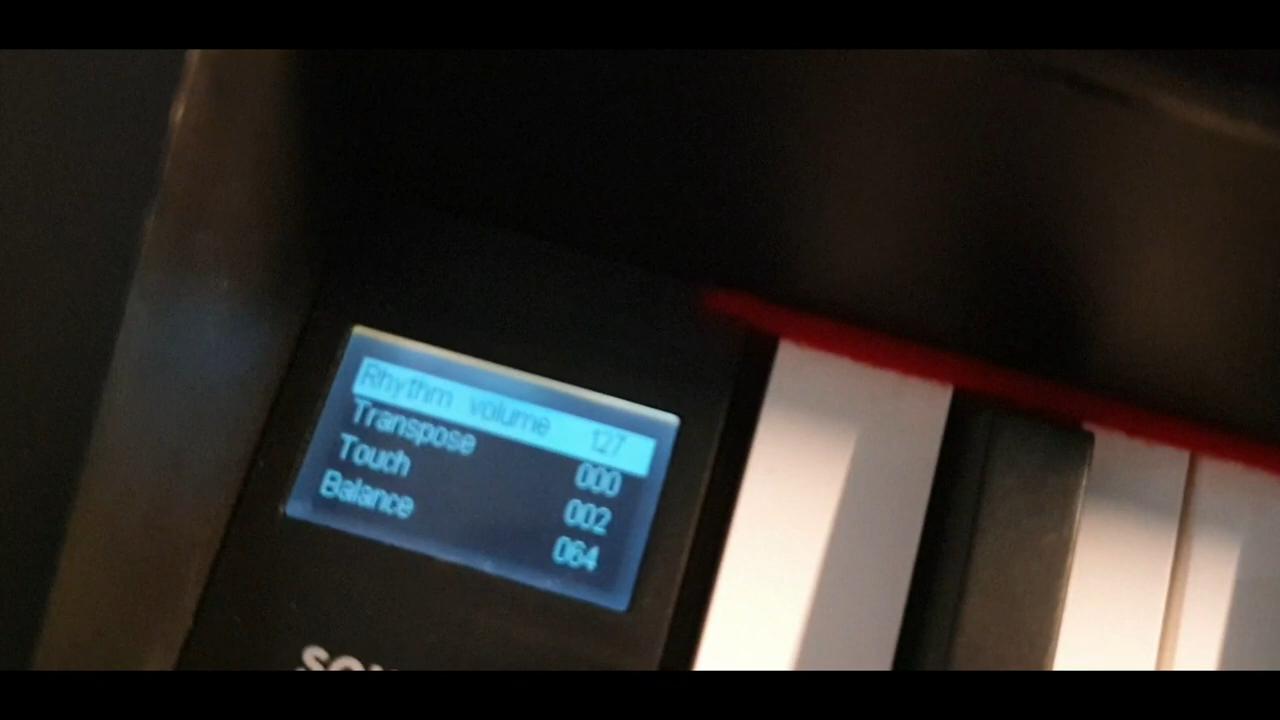 Rhythm volume 127
Transpose 000
Touch 002
Balance 064